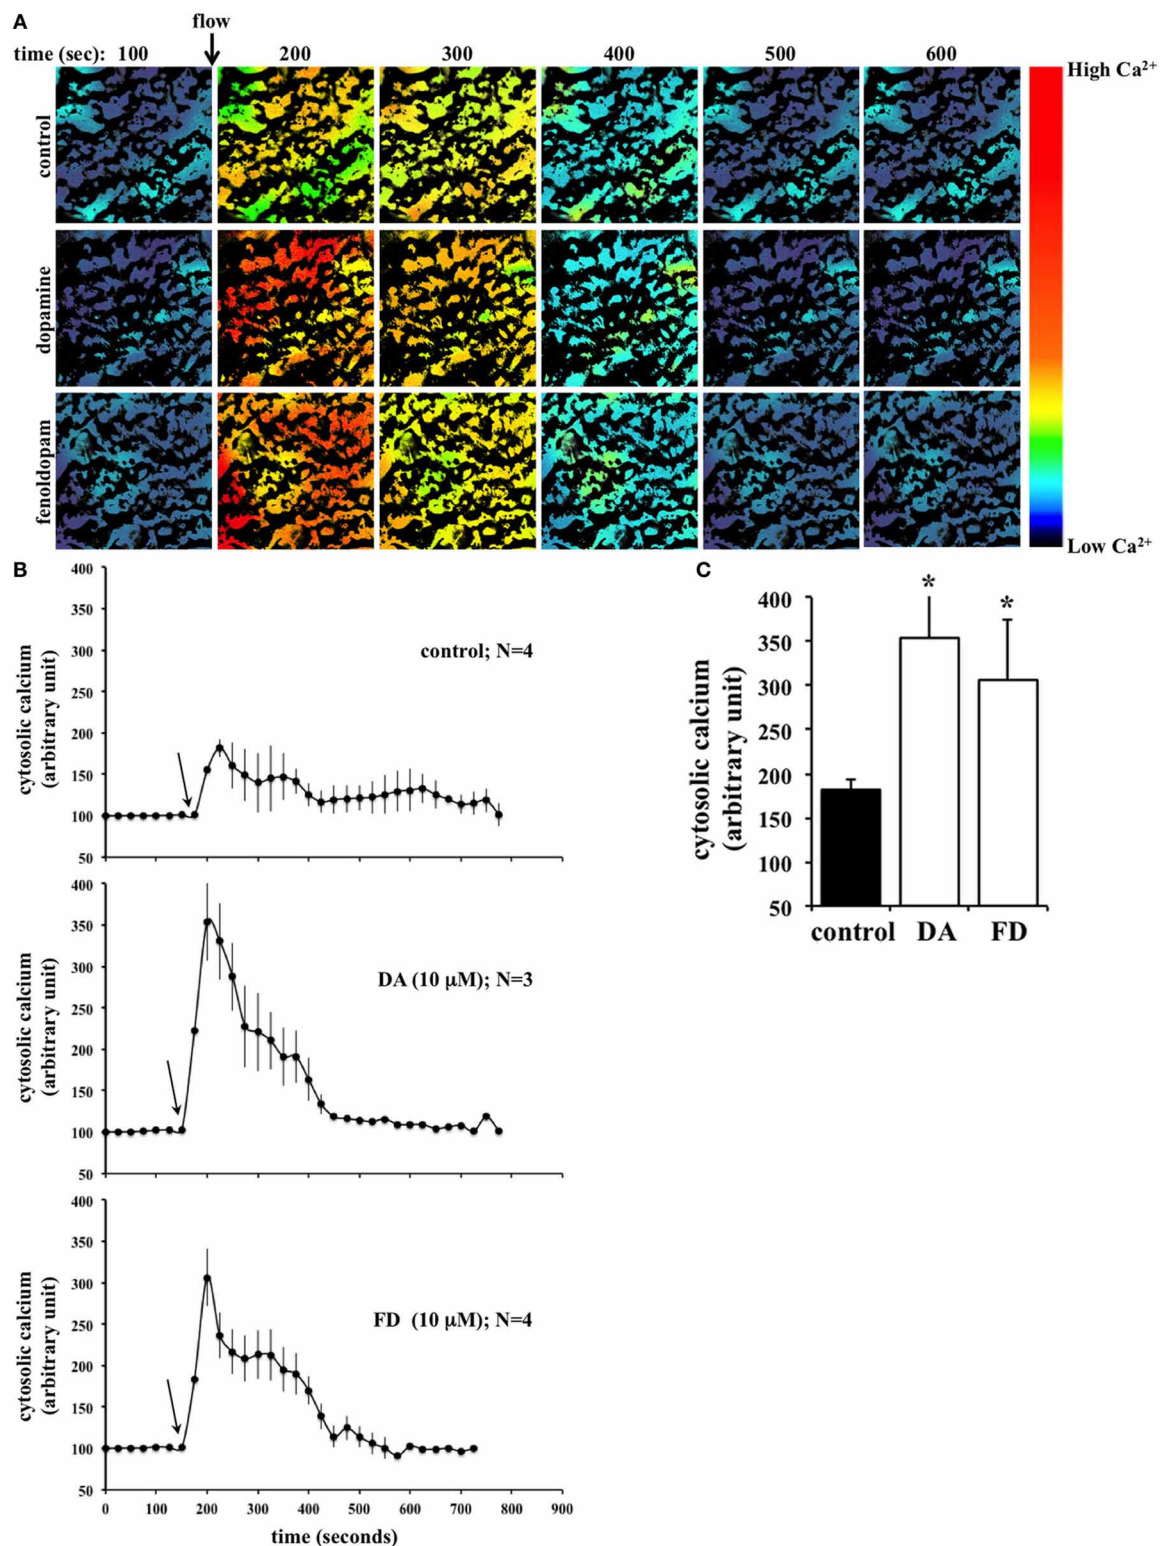 A
flow
time (sec): 100 200 300 400 500 600
High Ca²⁺
control
dopamine
fenoldopam
Low Ca²⁺
B
400
350
300
250
200
150
100
50
cytosolic calcium
(arbitrary unit)
control; N=4
400
350
300
250
200
150
100
50
cytosolic calcium
(arbitrary unit)
DA (10 µM); N=3
400
350
300
250
200
150
100
50
cytosolic calcium
(arbitrary unit)
FD (10 µM); N=4
0 100 200 300 400 500 600 700 800 900
time (seconds)
C
* *
400
350
300
250
200
150
100
50
cytosolic calcium
(arbitrary unit)
control DA FD